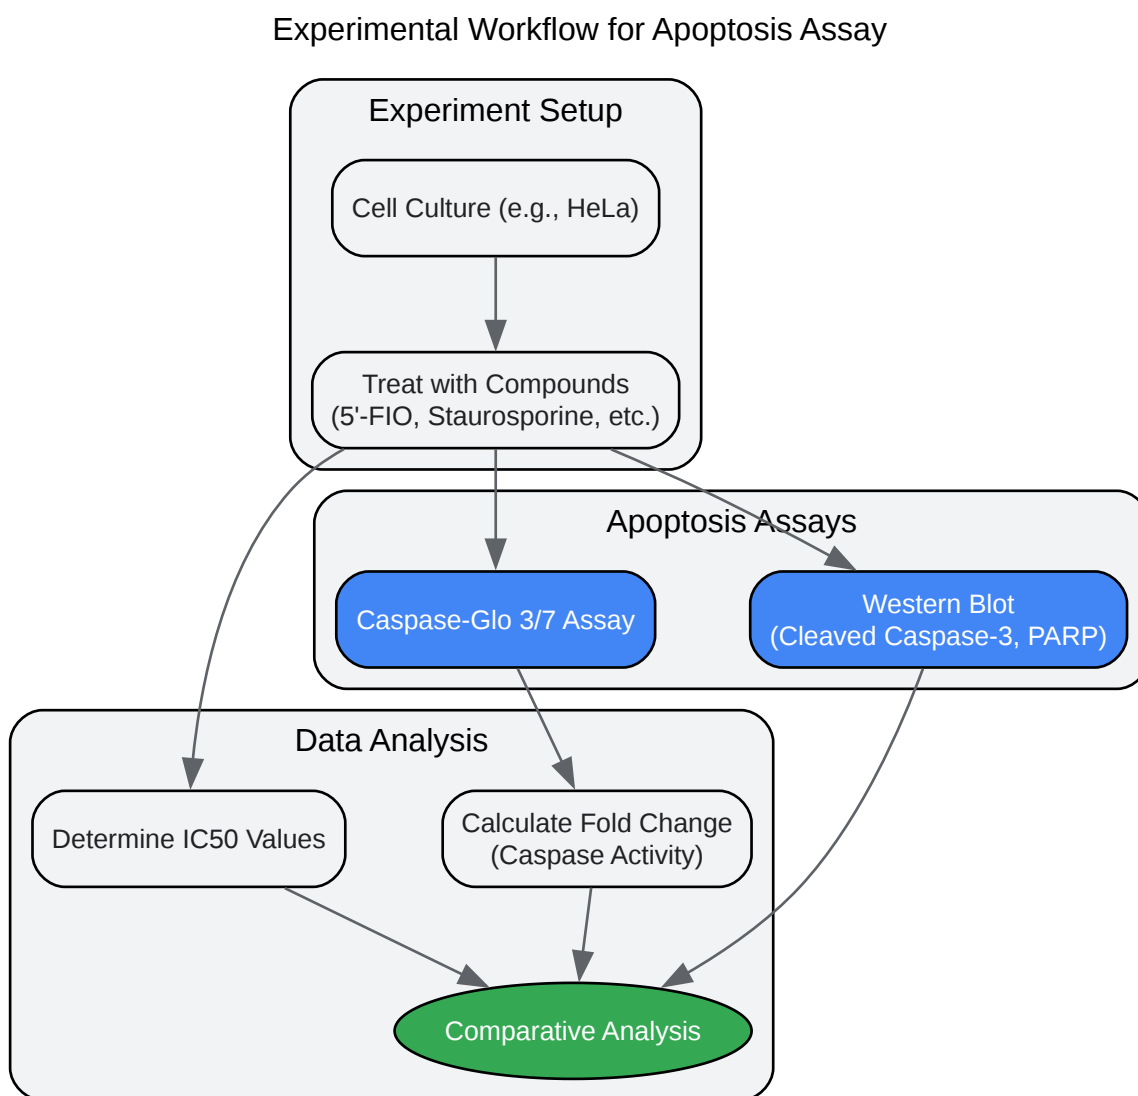 Experimental Workflow for Apoptosis Assay
Experiment Setup
Cell Culture (e.g., HeLa)
Treat with Compounds
(5'-FIO, Staurosporine, etc.)
Apoptosis Assays
Caspase-Glo 3/7 Assay
Western Blot
(Cleaved Caspase-3, PARP)
Data Analysis
Determine IC50 Values
Calculate Fold Change
(Caspase Activity)
Comparative Analysis